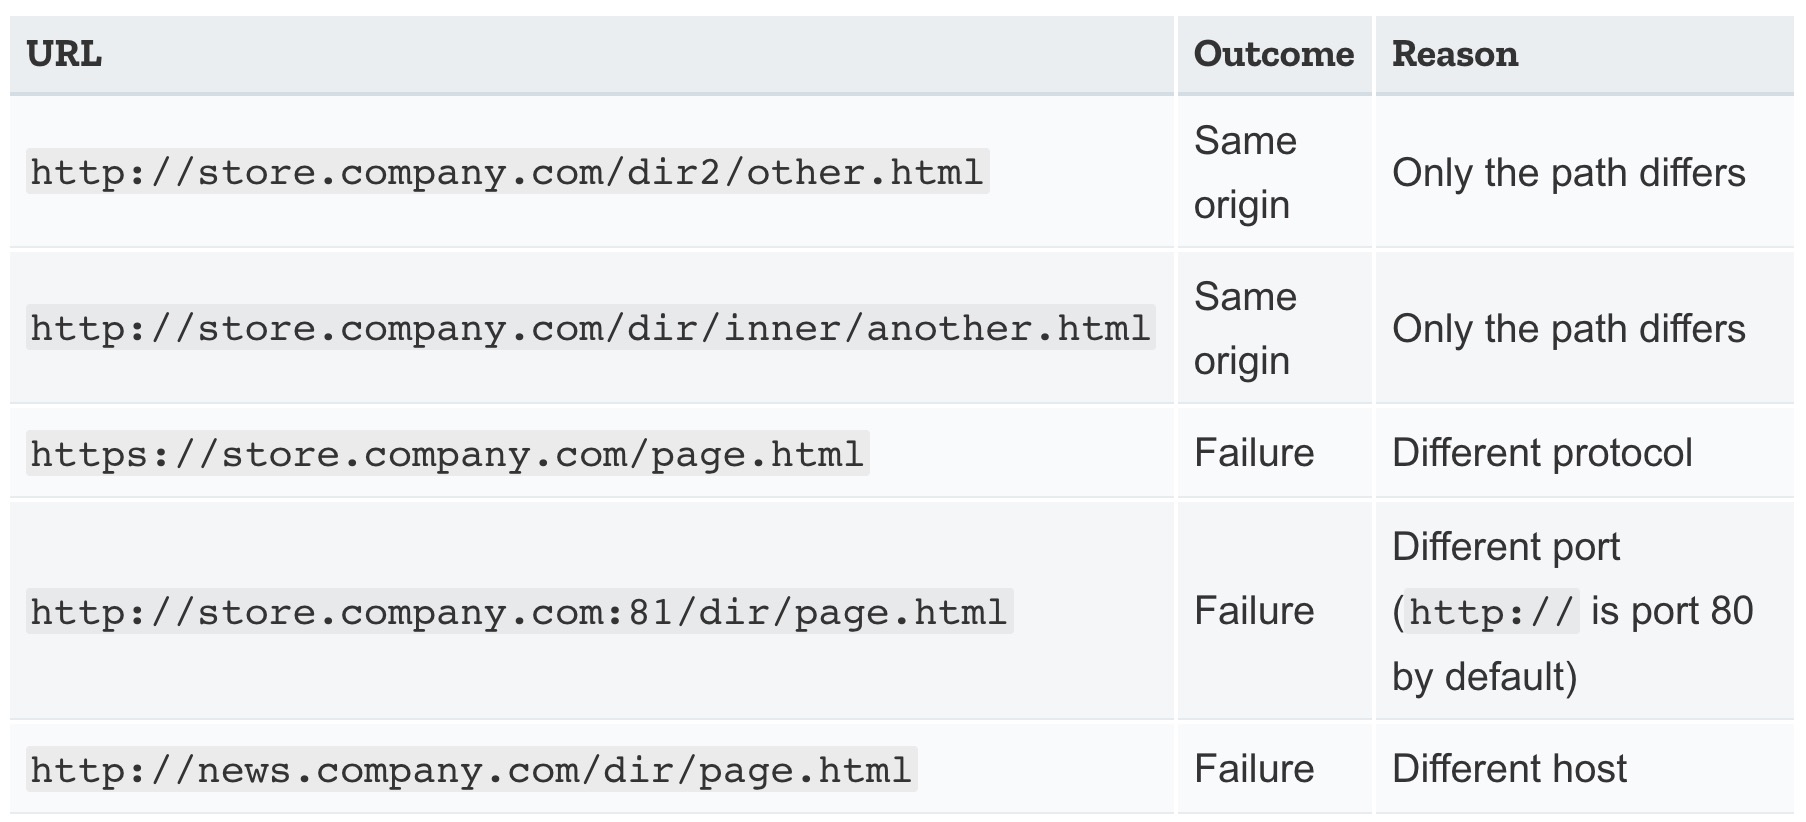 URL Outcome Reason
http://store.company.com/dir2/other.html Same origin Only the path differs
http://store.company.com/dir/inner/another.html Same origin Only the path differs
https://store.company.com/page.html Failure Different protocol
http://store.company.com:81/dir/page.html Failure Different port (http:// is port 80 by default)
http://news.company.com/dir/page.html Failure Different host